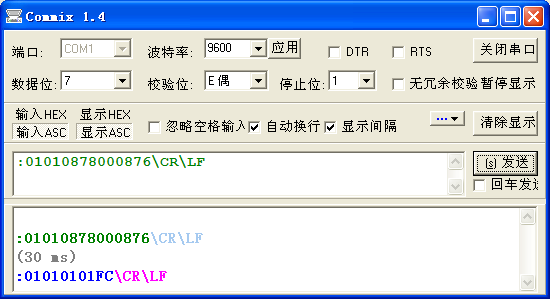 Commix 1.4
端口: COM1 波特率: 9600 应用 DTR RTS 关闭串口
数据位: 7 校验位: E 偶 停止位: 1 无冗余校验 暂停显示
输入HEX 显示HEX
输入ASC 显示ASC 忽略空格输入 自动换行 显示间隔 ... 清除显示
:01010878000876\CR\LF 发送
回车发送
:01010878000876\CR\LF
(30 ms)
:01010101FC\CR\LF